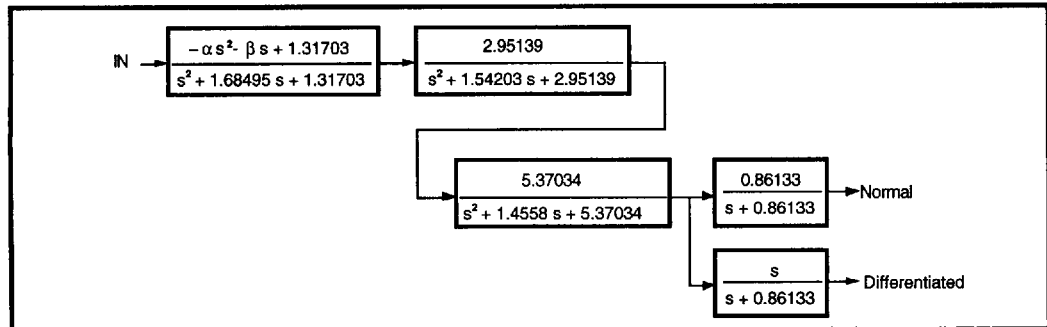 IN
- α s² - β s + 1.31703
s² + 1.68495 s + 1.31703
2.95139
s² + 1.54203 s + 2.95139
5.37034
s² + 1.4558 s + 5.37034
0.86133
s + 0.86133
Normal
s
s + 0.86133
Differentiated